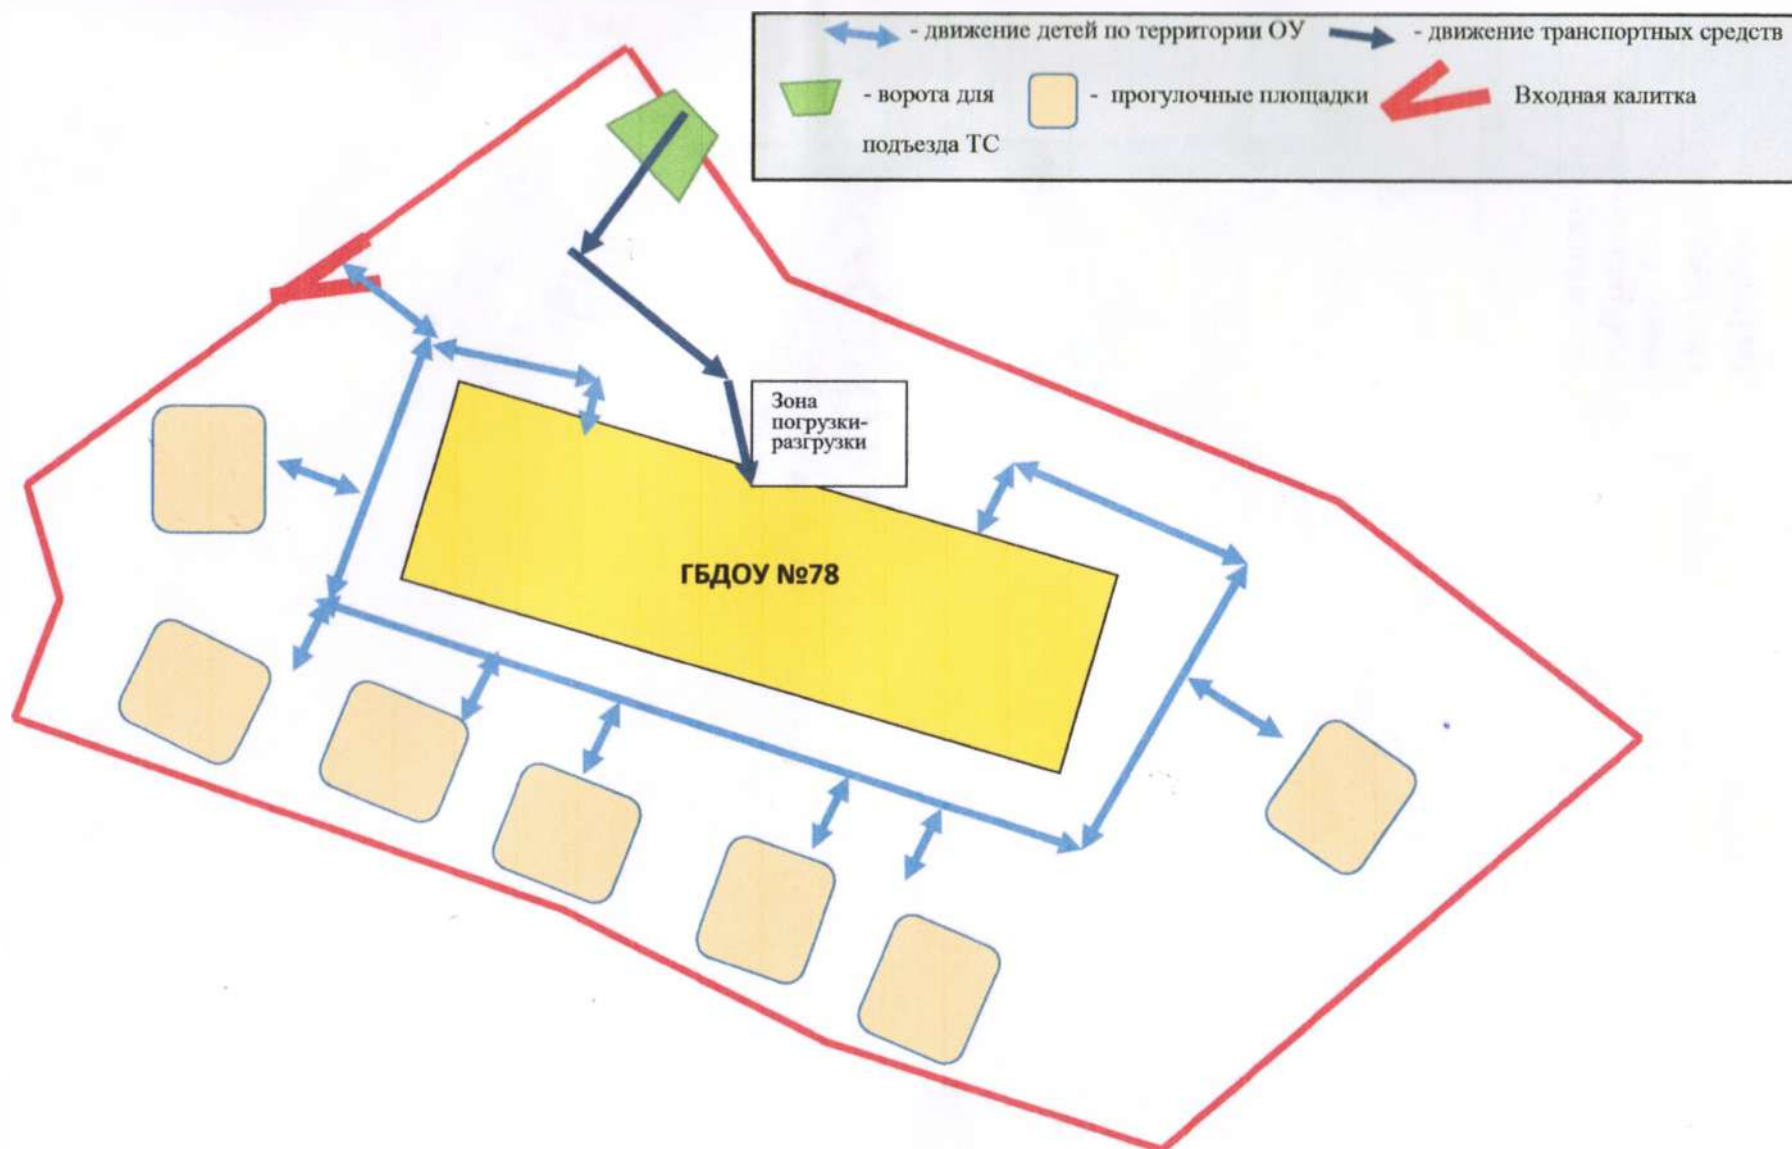 - движение детей по территории ОУ - движение транспортных средств
- ворота для - прогулочные площадки Входная калитка
подъезда ТС
Зона
погрузки-
разгрузки
ГБДОУ №78